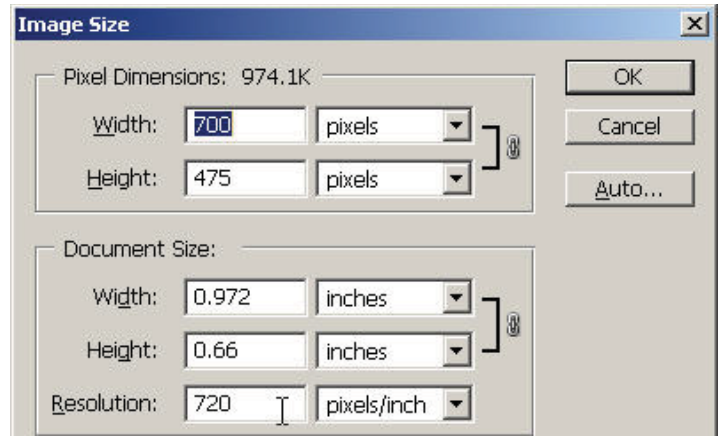 Image Size
Pixel Dimensions: 974.1K
OK
Width: 700 pixels
Cancel
Height: 475 pixels
Auto...
Document Size:
Width: 0.972 inches
Height: 0.66 inches
Resolution: 720 pixels/inch